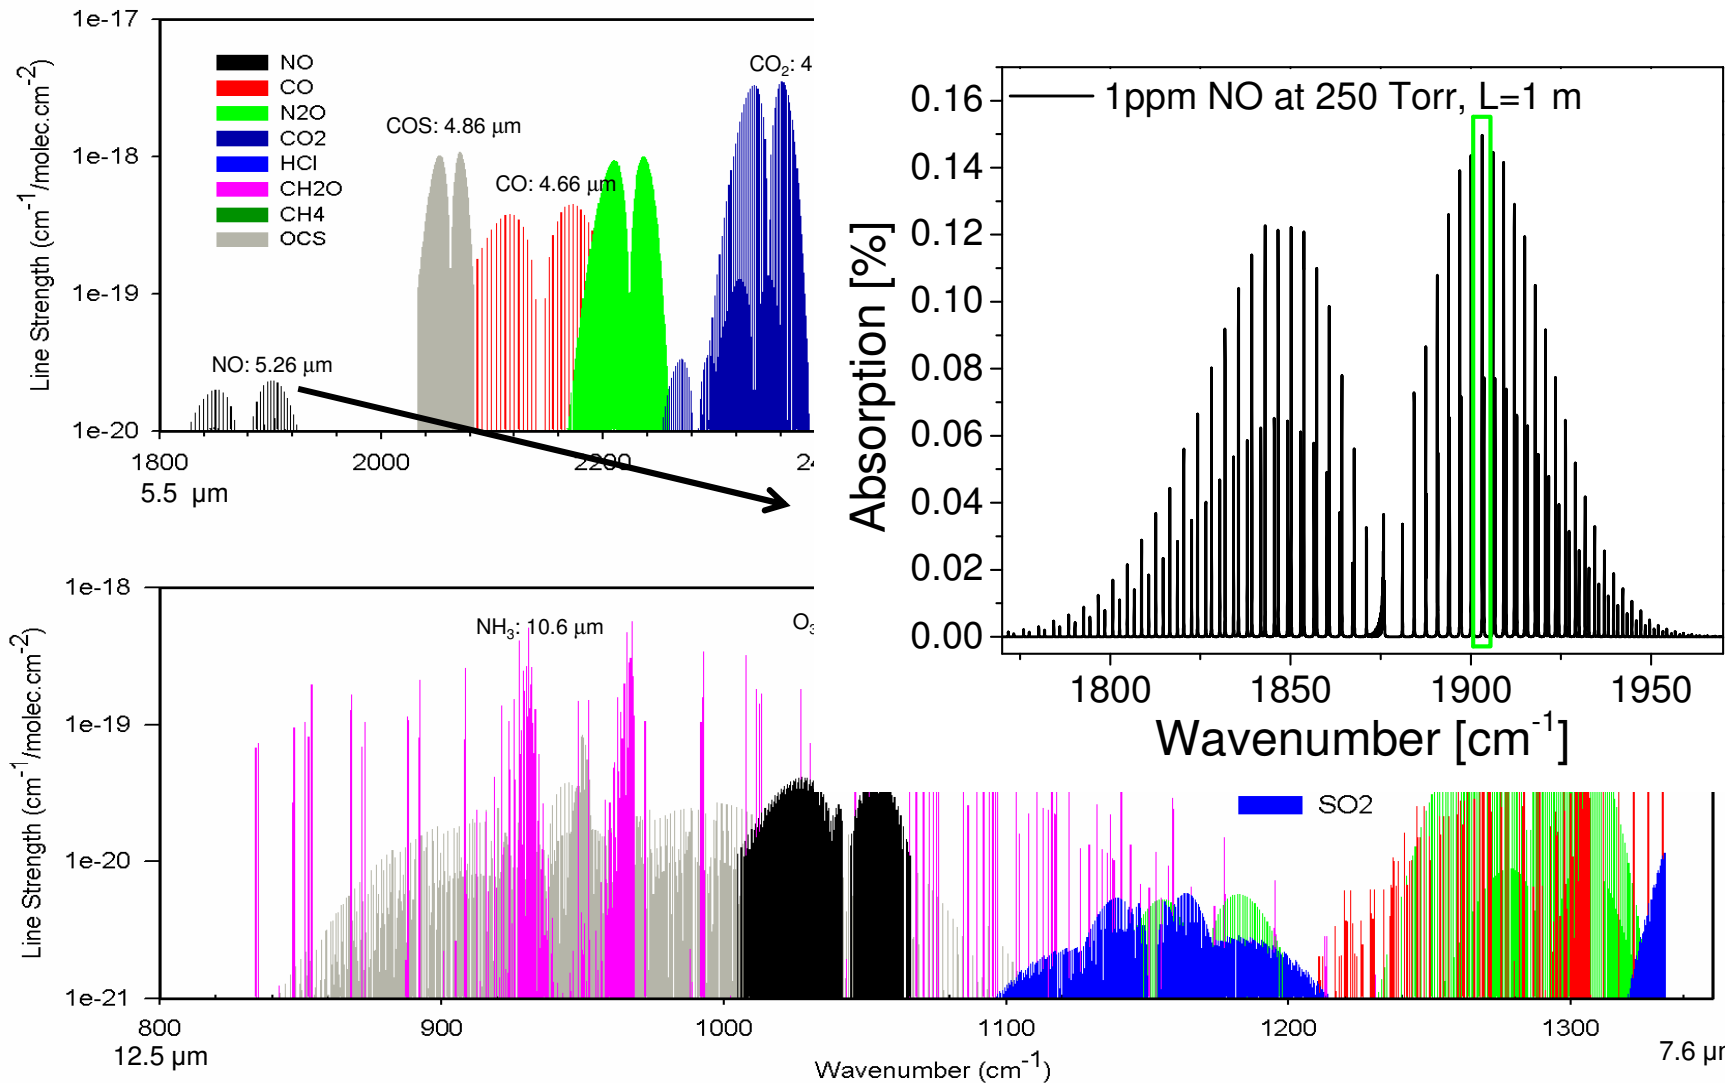 1e-17
1e-18
1e-19
1e-20
Line Strength (cm-1/molec.cm-2)
NO
CO
N2O
CO2
HCl
CH2O
CH4
OCS
COS: 4.86 µm
CO: 4.66 µm
CO2: 4
NO: 5.26 µm
1800
2000
2200
5.5 µm
1ppm NO at 250 Torr, L=1 m
0.16
0.14
0.12
0.10
0.08
0.06
0.04
0.02
0.00
Absorption [%]
1800
1850
1900
1950
Wavenumber [cm-1]
1e-18
1e-19
1e-20
1e-21
Line Strength (cm-1/molec.cm-2)
NH3: 10.6 µm
O3
SO2
800
900
1000
1100
1200
1300
12.5 µm
Wavenumber (cm-1)
7.6 µ